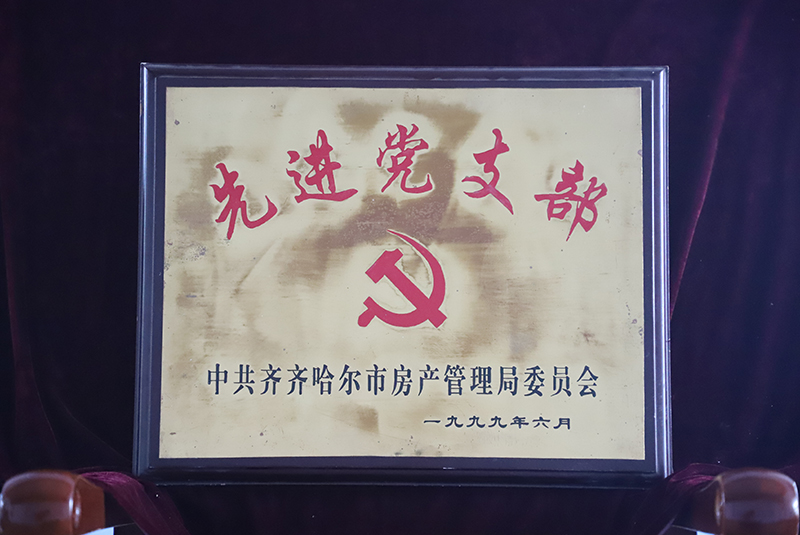 先进党支部
中共齐齐哈尔市房产管理局委员会
一九九九年六月